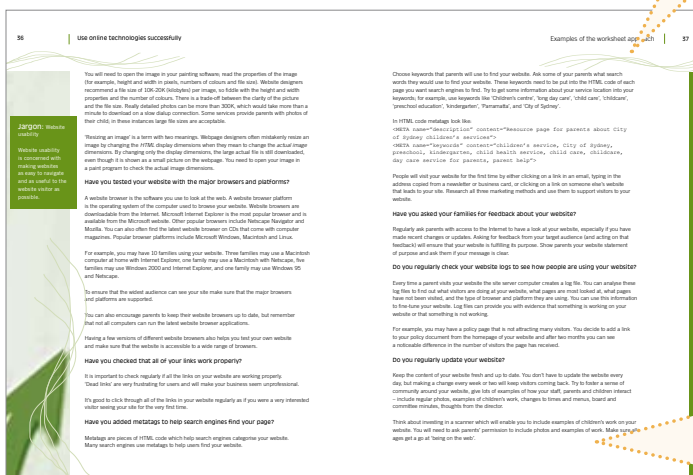 36
Use online technologies successfully
Jargon: Website
usability
Website usability
is concerned with
making websites
as easy to navigate
and as useful to the
website visitor as
possible.
You will need to open the image in your painting software, read the properties of the image
(for example, height and width in pixels, numbers of colours and file size). Website designers
recommend a file size of 10K-20K (kilobytes) per image, so fiddle with the height and width
properties and the number of colours. There is a trade-off between the clarity of the picture
and the file size. Really detailed photos can be more than 300K, which would take more than a
minute to download on a slow dialup connection. Some services provide parents with photos of
their child; in these instances large file sizes are acceptable.
'Resizing an image' is a term with two meanings. Webpage designers often mistakenly resize an
image by changing the HTML display dimensions when they mean to change the actual image
dimensions. By changing only the display dimensions, the large actual file is still downloaded,
even though it is shown as a small picture on the webpage. You need to open your image in
a paint program to check the actual image dimensions.
Have you tested your website with the major browsers and platforms?
A website browser is the software you use to look at the web. A website browser platform
is the operating system of the computer used to browse your website. Website browsers are
downloadable from the Internet. Microsoft Internet Explorer is the most popular browser and is
available from the Microsoft website. Other popular browsers include Netscape Navigator and
Mozilla. You can also often find the latest website browser on CDs that come with computer
magazines. Popular browser platforms include Microsoft Windows, Macintosh and Linux.
For example, you may have 10 families using your website. Three families may use a Macintosh
computer at home with Internet Explorer, one family may use a Macintosh with Netscape, five
families may use Windows 2000 and Internet Explorer, and one family may use Windows 95
and Netscape.
To ensure that the widest audience can see your site make sure that the major browsers
and platforms are supported.
You can also encourage parents to keep their website browsers up to date, but remember
that not all computers can run the latest website browser applications.
Having a few versions of different website browsers also helps you test your own website
and make sure that the website is accessible to a wide range of browsers.
Have you checked that all of your links work properly?
It is important to check regularly if all the links on your website are working properly.
'Dead links' are very frustrating for users and will make your business seem unprofessional.
It's good to click through all of the links in your website regularly as if you were a very interested
visitor seeing your site for the very first time.
Have you added metatags to help search engines find your page?
Metatags are pieces of HTML code which help search engines categorise your website.
Many search engines use metatags to help users find your website.
Examples of the worksheet
37
Choose keywords that parents will use to find your website. Ask some of your parents what search
words they would use to find your website. These keywords need to be put into the HTML code of each
page you want search engines to find. Try to get some information about your service location into your
keywords; for example, use keywords like 'Children's centre', 'long day care', 'child care', 'childcare,
'preschool education', 'kindergarten', 'Parramatta', and 'City of Sydney'.
In HTML code metatags look like:
<META name="description" content="Resource page for parents about City
of Sydney children's services">
<META name="keywords" content="children's service, City of Sydney,
preschool, kindergarten, child health service, child care, childcare,
day care service for parents, parent help">
People will visit your website for the first time by either clicking on a link in an email, typing in the
address copied from a newsletter or business card, or clicking on a link on someone else's website
that leads to your site. Research all three marketing methods and use them to support visitors to your
website.
Have you asked your families for feedback about your website?
Regularly ask parents with access to the Internet to have a look at your website, especially if you have
made recent changes or updates. Asking for feedback from your target audience (and acting on that
feedback) will ensure that your website is fulfilling its purpose. Show parents your website statement
of purpose and ask them if your message is clear.
Do you regularly check your website logs to see how people are using your website?
Every time a parent visits your website the site server computer creates a log file. You can analyse these
log files to find out what visitors are doing at your website, what pages are most looked at, what pages
have not been visited, and the type of browser and platform they are using. You can use this information
to fine-tune your website. Log files can provide you with evidence that something is working on your
website or that something is not working.
For example, you may have a policy page that is not attracting many visitors. You decide to add a link
to your policy document from the homepage of your website and after two months you can see
a noticeable difference in the number of visitors the page has received.
Do you regularly update your website?
Keep the content of your website fresh and up to date. You don't have to update the website every
day, but making a change every week or two will keep visitors coming back. Try to foster a sense of
community around your website, give lots of examples of how your staff, parents and children interact
– include regular photos, examples of children's work, changes to times and menus, board and
committee minutes, thoughts from the director.
Think about investing in a scanner which will enable you to include examples of children's work on your
website. You will need to ask parents' permission to include photos and examples of work. Make sure all
ages get a go at 'being on the web'.